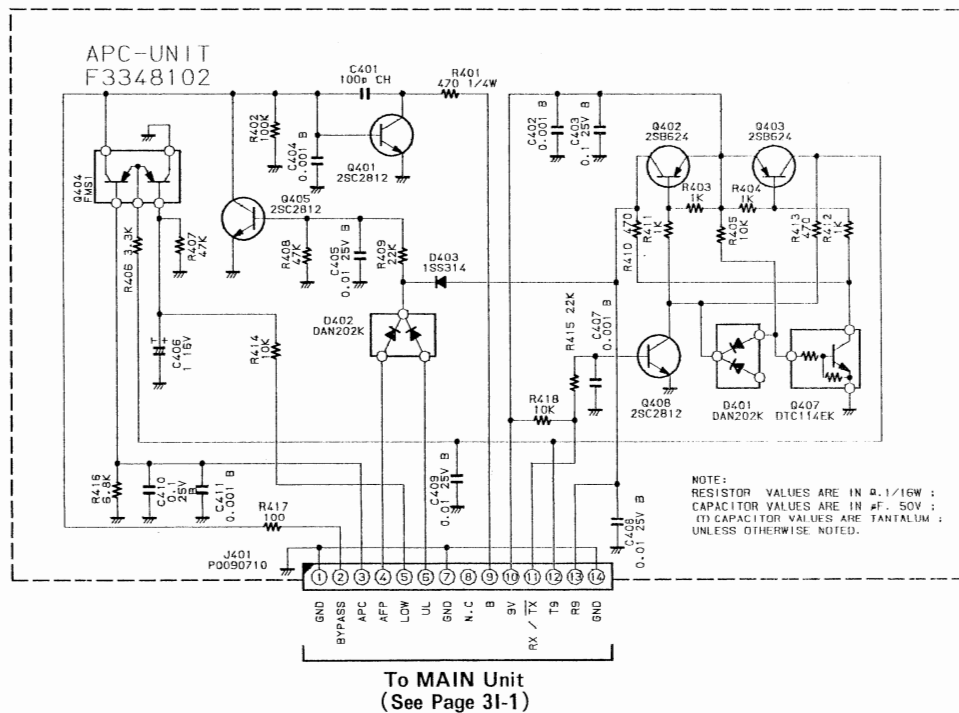 APC-UNIT
F3348102
C401
100p CH
R401
470 1/4W
R402
100K
C404
0.001 B
Q401
2SC2812
C402
0.001 B
C403
0.1 25V B
Q402
2SB624
Q403
2SB624
R403
1K
R404
1K
Q404
FMS1
Q405
2SC2812
R406 3.3K
R407
47K
R408
47K
C405
0.01 25V
R409
22K
D403
1SS314
R410 470
R411
1K
R405
10K
R413
470
R412
1K
D402
DAN202K
C406
1 16V
R414
10K
R415 22K
C407
0.001 B
R418
10K
Q408
2SC2812
D401
DAN202K
Q407
DTC114EK
R416
6.8K
C410
0.1
25V
B
C411
0.001 B
R417
100
C409
0.01 25V
B
C408
0.01 25V
B
NOTE:
RESISTOR VALUES ARE IN Ω.1/16W ;
CAPACITOR VALUES ARE IN μF. 50V ;
(T) CAPACITOR VALUES ARE TANTALUM ;
UNLESS OTHERWISE NOTED.
J401
P0090710
1 2 3 4 5 6 7 8 9 10 11 12 13 14
GND
BYPASS
APC
AFP
LOW
UL
GND
N.C
B
9V
RX / TX
T9
R9
GND
To MAIN Unit
(See Page 3I-1)